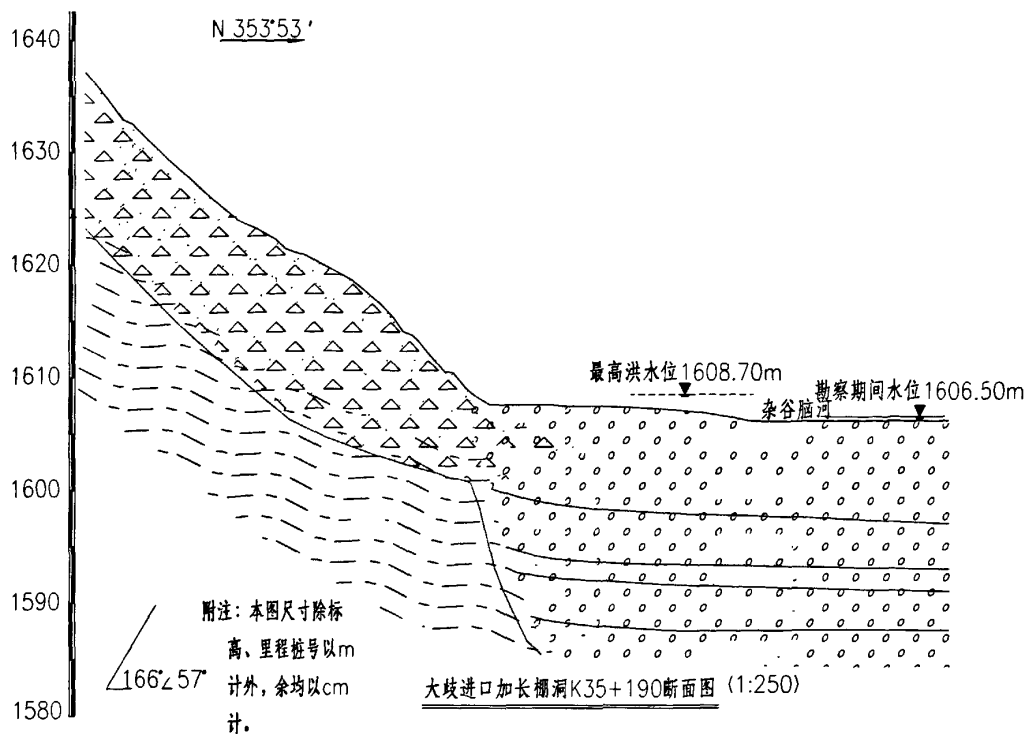 N 353°53′
1640
1630
1620
1610
1600
1590
1580
最高洪水位1608.70m
勘察期间水位1606.50m
杂谷脑河
166°∠57°
附注：本图尺寸除标
高、里程桩号以m
计外，余均以cm
计。
大歧进口加长棚洞K35+190断面图 (1:250)